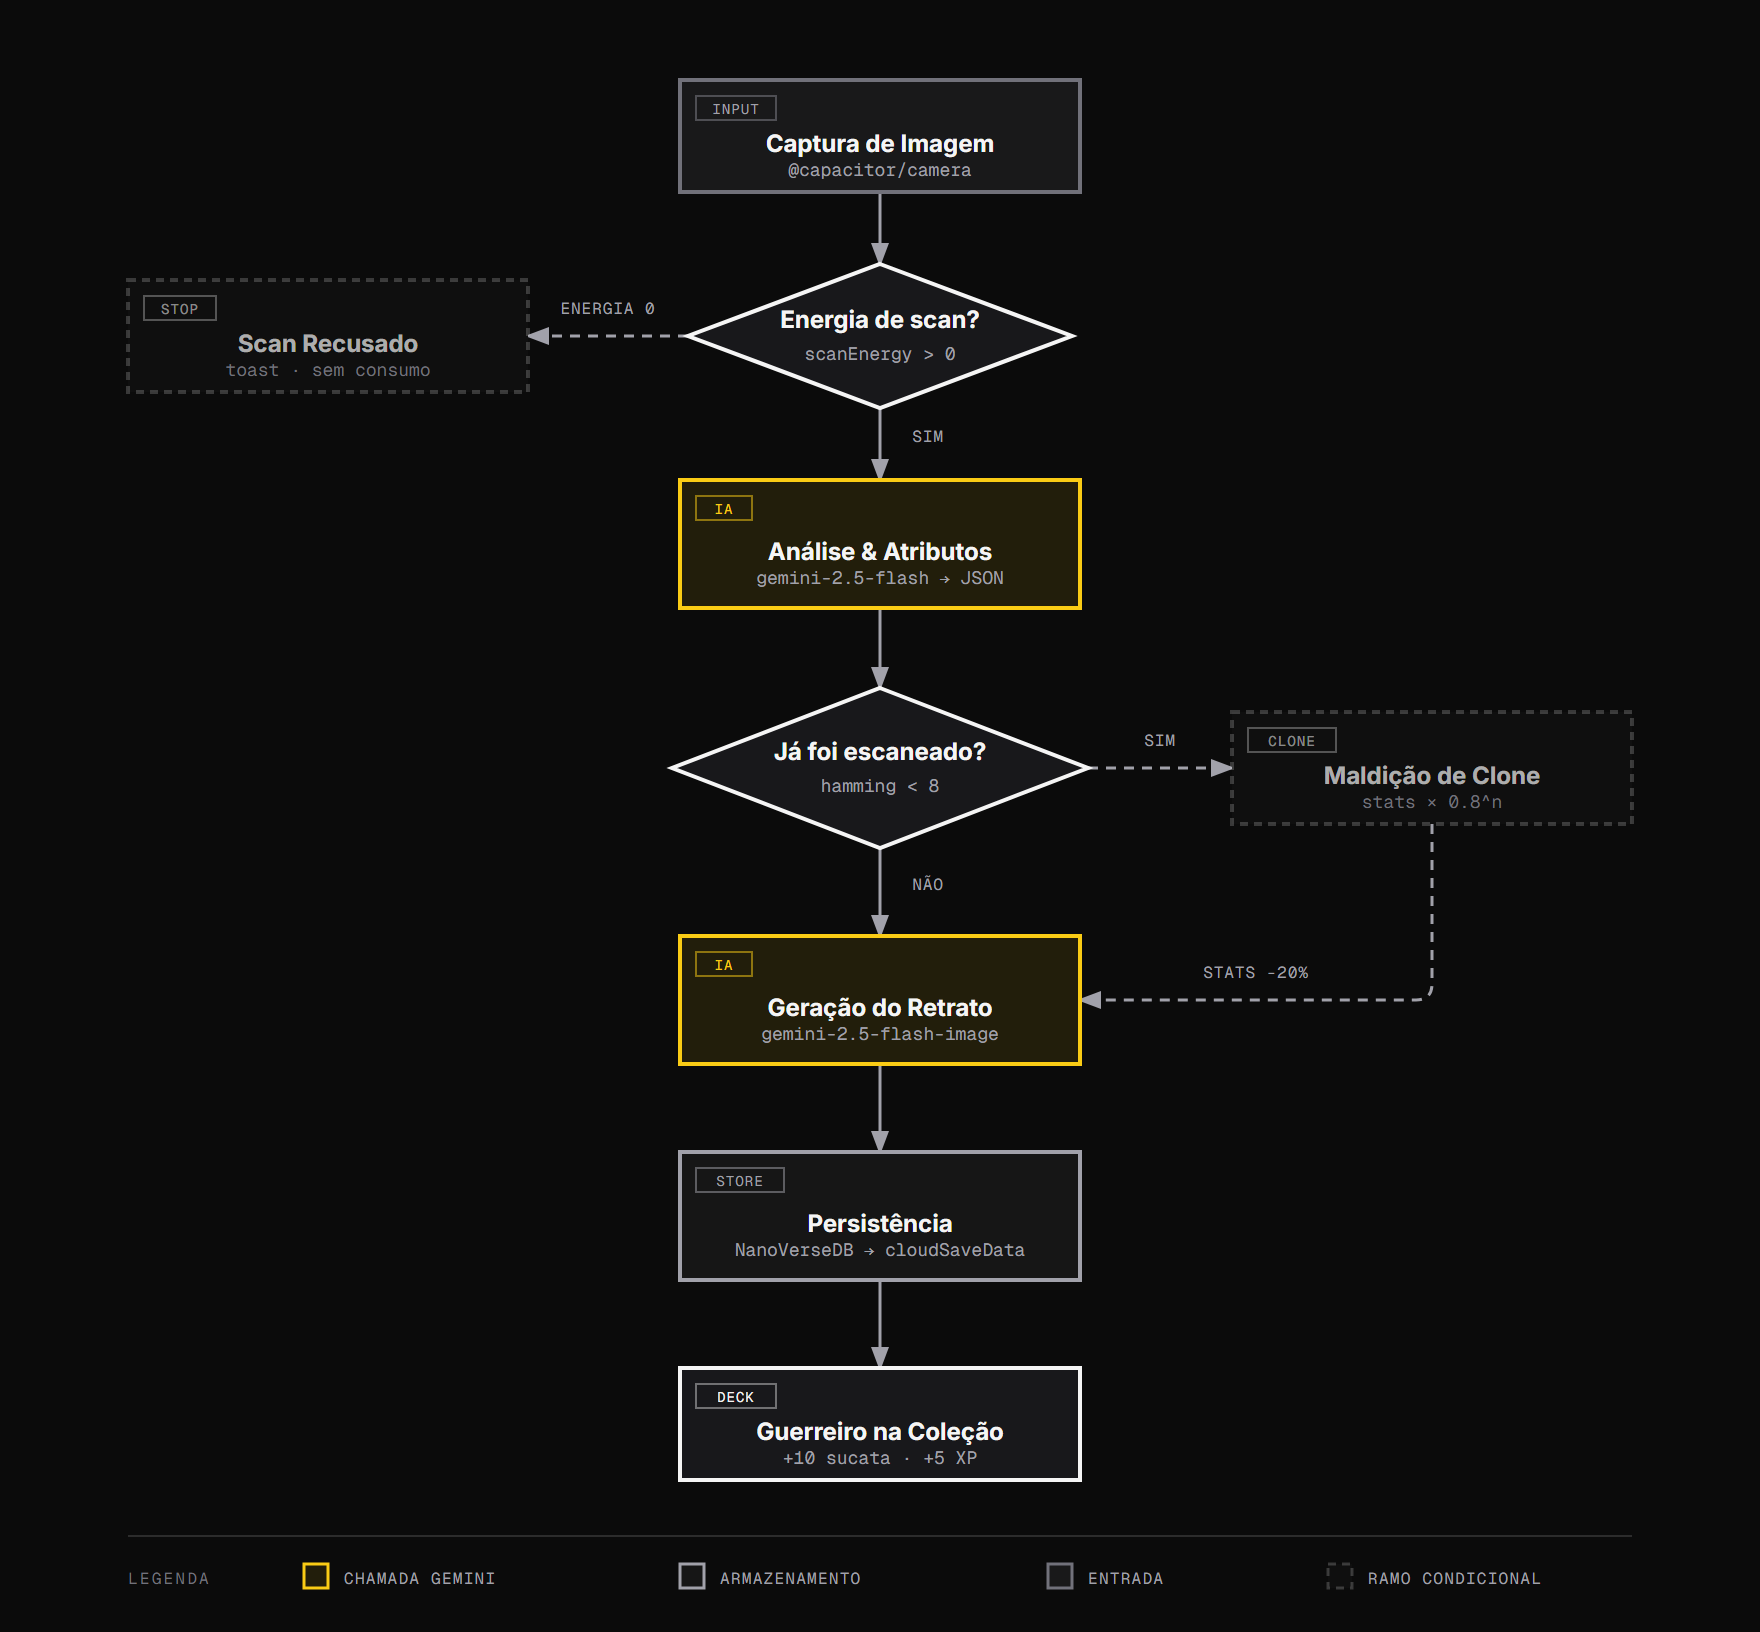 INPUT
Captura de Imagem
@capacitor/camera
STOP
Scan Recusado
toast · sem consumo
ENERGIA 0
Energia de scan?
scanEnergy > 0
SIM
IA
Análise & Atributos
gemini-2.5-flash → JSON
Já foi escaneado?
hamming < 8
SIM
CLONE
Maldição de Clone
stats × 0.8^n
NÃO
STATS -20%
IA
Geração do Retrato
gemini-2.5-flash-image
STORE
Persistência
NanoVerseDB → cloudSaveData
DECK
Guerreiro na Coleção
+10 sucata · +5 XP
LEGENDA
CHAMADA GEMINI
ARMAZENAMENTO
ENTRADA
RAMO CONDICIONAL